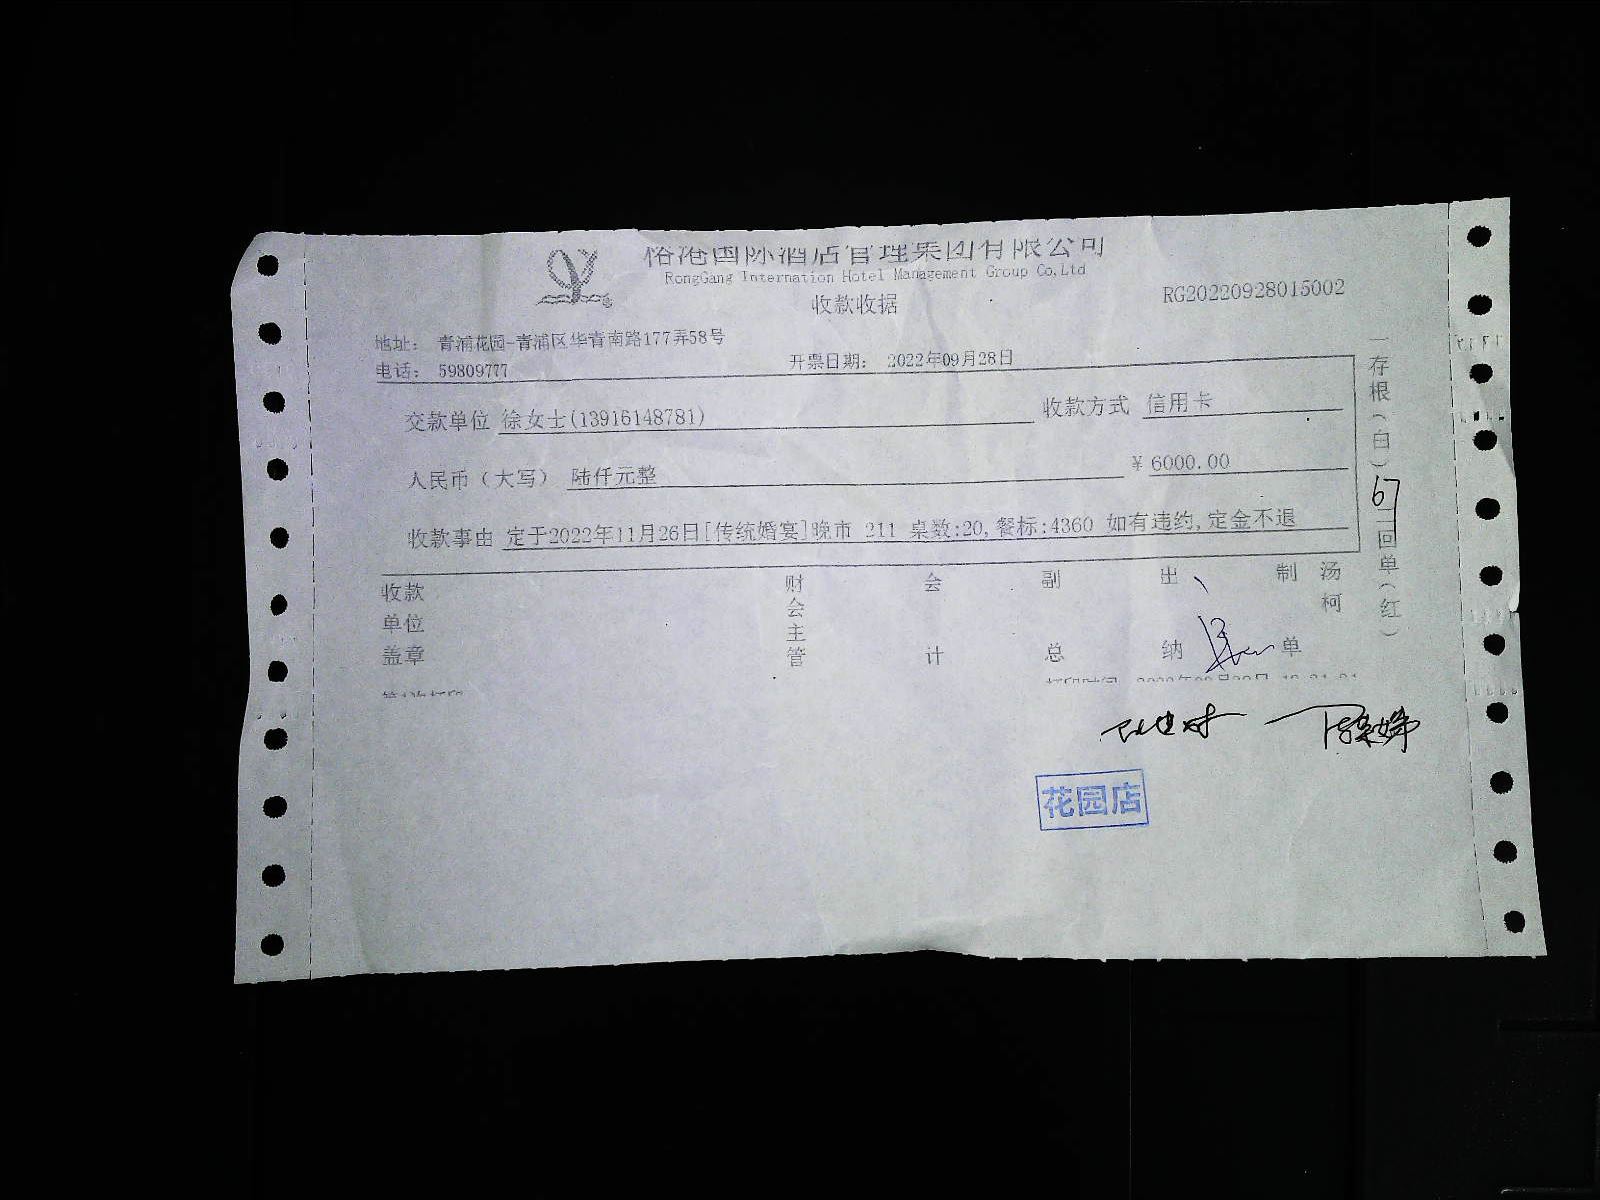 榕港国际酒店管理集团有限公司
RongGang Internation Hotel Management Group Co,Ltd
收款收据
RG20220928015002
地址: 青浦花园-青浦区华青南路177弄58号
电话: 59809777
开票日期: 2022年09月28日
交款单位 徐女士(13916148781)
收款方式 信用卡
人民币（大写） 陆仟元整
¥ 6000.00
收款事由 定于2022年11月26日[传统婚宴]晚市 211 桌数:20,餐标:4360 如有违约,定金不退
收款单位盖章
财会主管
会计
副总
出纳
制单
汤柯
一存根(白)
二回单(红)
67
第1次打印
花园店